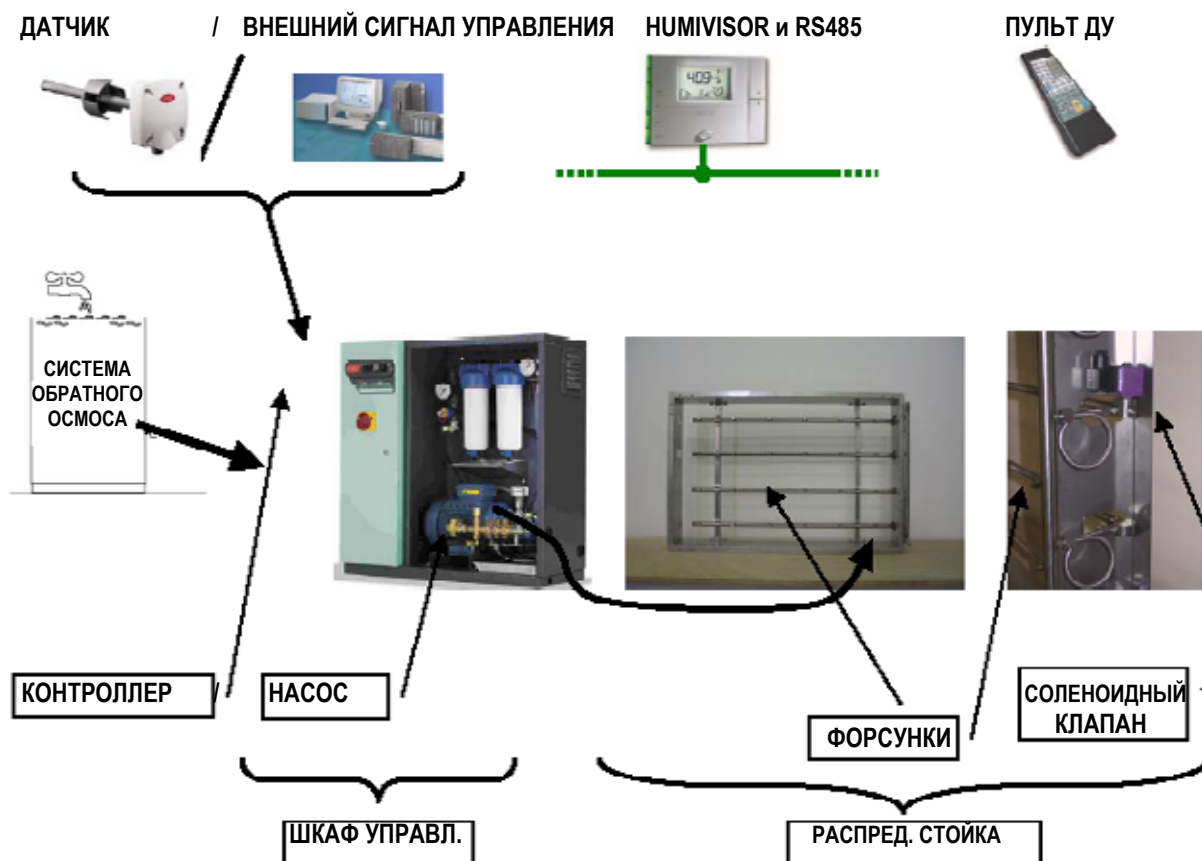 ДАТЧИК / ВНЕШНИЙ СИГНАЛ УПРАВЛЕНИЯ HUMIVISOR и RS485 ПУЛЬТ ДУ
СИСТЕМА
ОБРАТНОГО
ОСМОСА
КОНТРОЛЛЕР / НАСОС
ФОРСУНКИ
СОЛЕНОИДНЫЙ
КЛАПАН
ШКАФ УПРАВЛ.
РАСПРЕД. СТОЙКА